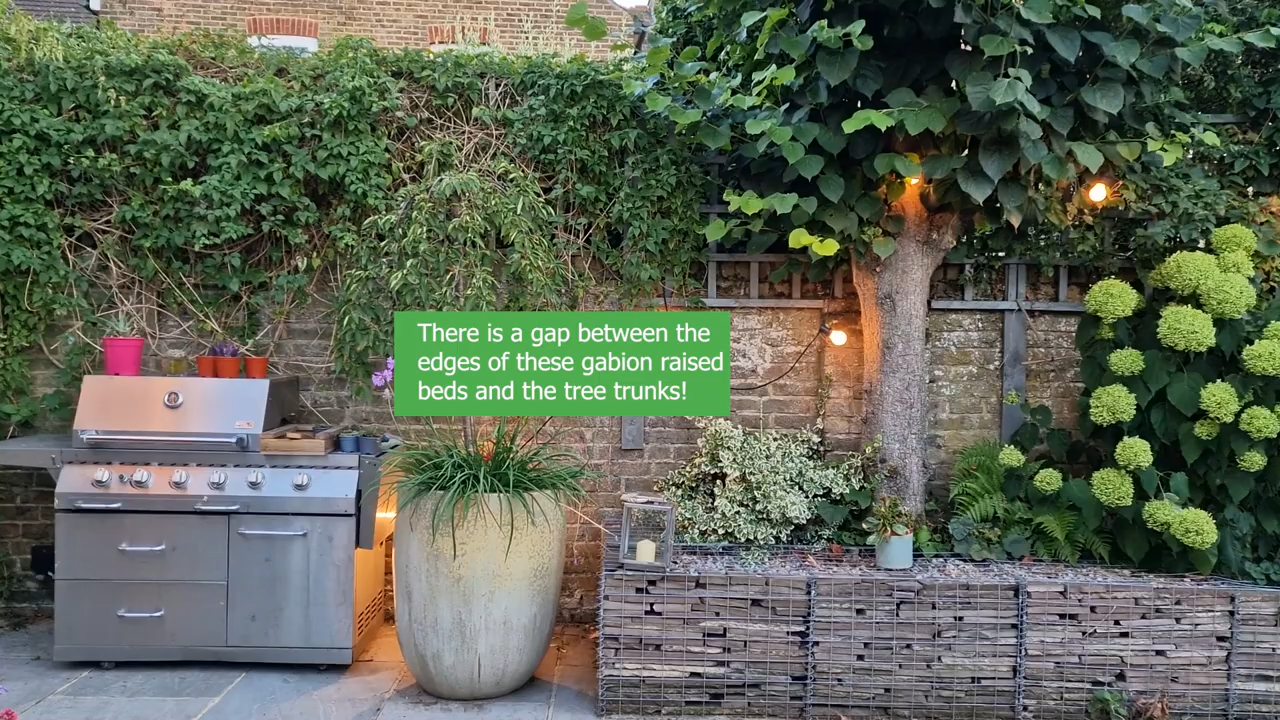 There is a gap between the
edges of these gabion raised
beds and the tree trunks!